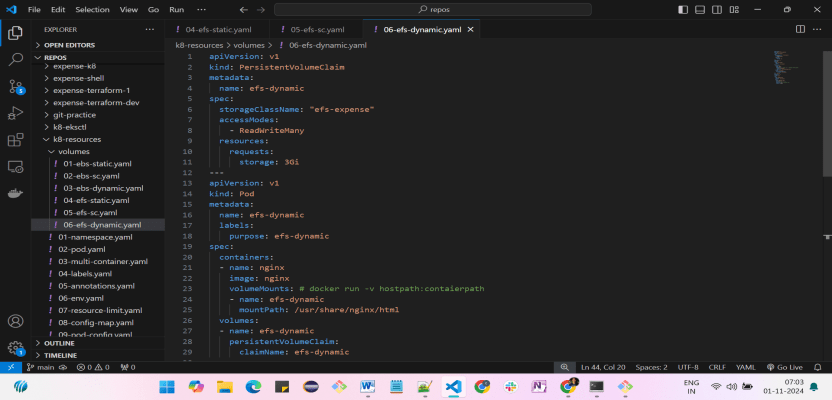 File Edit Selection View Go Run ··· repos
EXPLORER ···
04-efs-static.yaml 05-efs-sc.yaml 06-efs-dynamic.yaml
k8-resources > volumes > 06-efs-dynamic.yaml
OPEN EDITORS
REPOS
expense-k8
expense-shell
expense-terraform-1
expense-terraform-dev
git-practice
k8-eksctl
k8-resources
volumes
01-ebs-static.yaml
02-ebs-sc.yaml
03-ebs-dynamic.yaml
04-efs-static.yaml
05-efs-sc.yaml
06-efs-dynamic.yaml
01-namespace.yaml
02-pod.yaml
03-multi-container.yaml
04-labels.yaml
05-annotations.yaml
06-env.yaml
07-resource-limit.yaml
08-config-map.yaml
09-pod-config.yaml
OUTLINE
TIMELINE
5
1
1 apiVersion: v1
2 kind: PersistentVolumeClaim
3 metadata:
4 name: efs-dynamic
5 spec:
6 storageClassName: "efs-expense"
7 accessModes:
8 - ReadWriteMany
9 resources:
10 requests:
11 storage: 3Gi
12 ---
13 apiVersion: v1
14 kind: Pod
15 metadata:
16 name: efs-dynamic
17 labels:
18 purpose: efs-dynamic
19 spec:
20 containers:
21 - name: nginx
22 image: nginx
23 volumeMounts: # docker run -v hostpath:contaierpath
24 - name: efs-dynamic
25 mountPath: /usr/share/nginx/html
26 volumes:
27 - name: efs-dynamic
28 persistentVolumeClaim:
29 claimName: efs-dynamic
main 0 0 0 Ln 44, Col 20 Spaces: 2 UTF-8 CRLF YAML Go Live
ENG
IN
07:03
01-11-2024